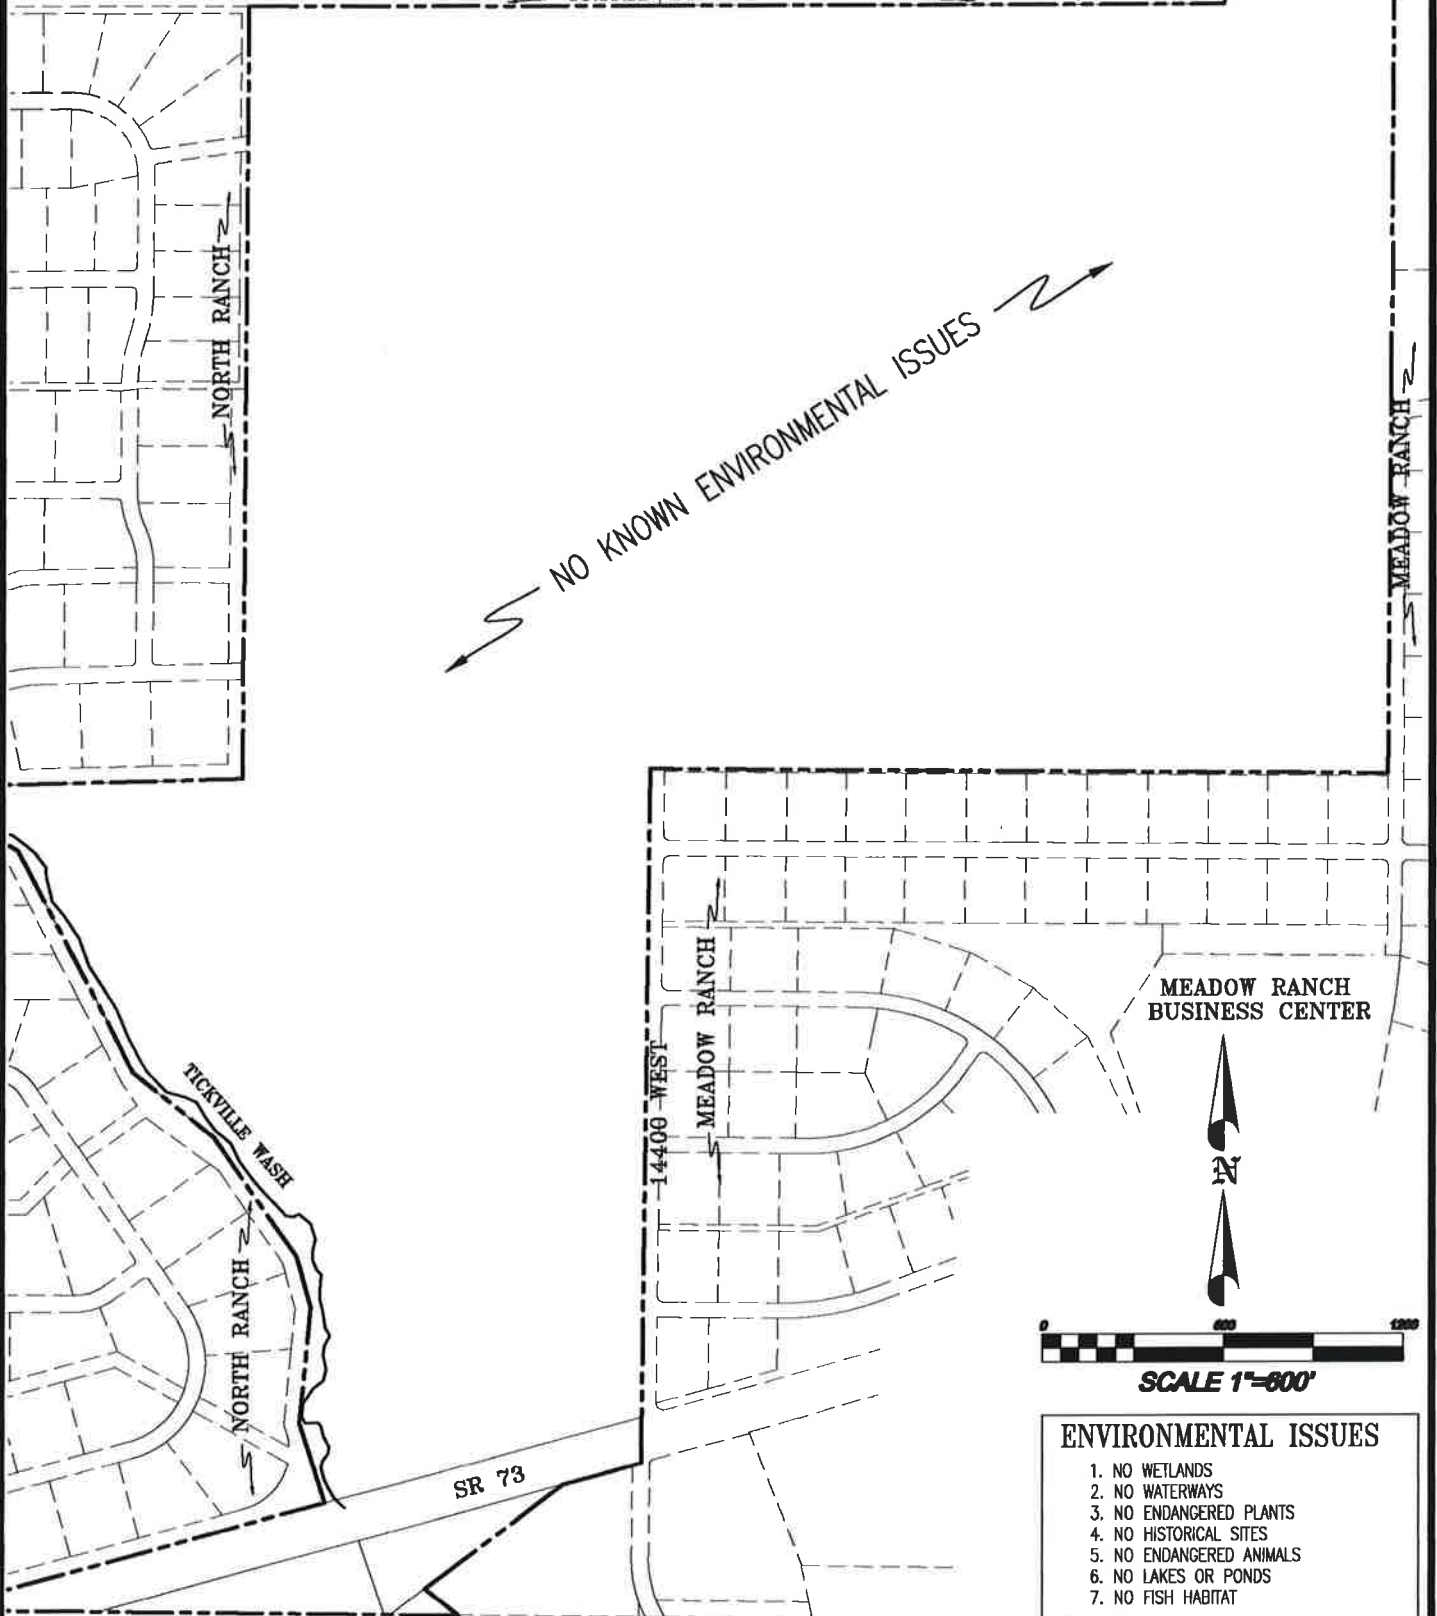 NORTH RANCH
NO KNOWN ENVIRONMENTAL ISSUES
MEADOW RANCH
MEADOW RANCH
BUSINESS CENTER
14400 WEST
MEADOW RANCH
TICKVILLE WASH
NORTH RANCH
N
0 600 1200
SCALE 1"=600'
SR 73
ENVIRONMENTAL ISSUES
1. NO WETLANDS
2. NO WATERWAYS
3. NO ENDANGERED PLANTS
4. NO HISTORICAL SITES
5. NO ENDANGERED ANIMALS
6. NO LAKES OR PONDS
7. NO FISH HABITAT